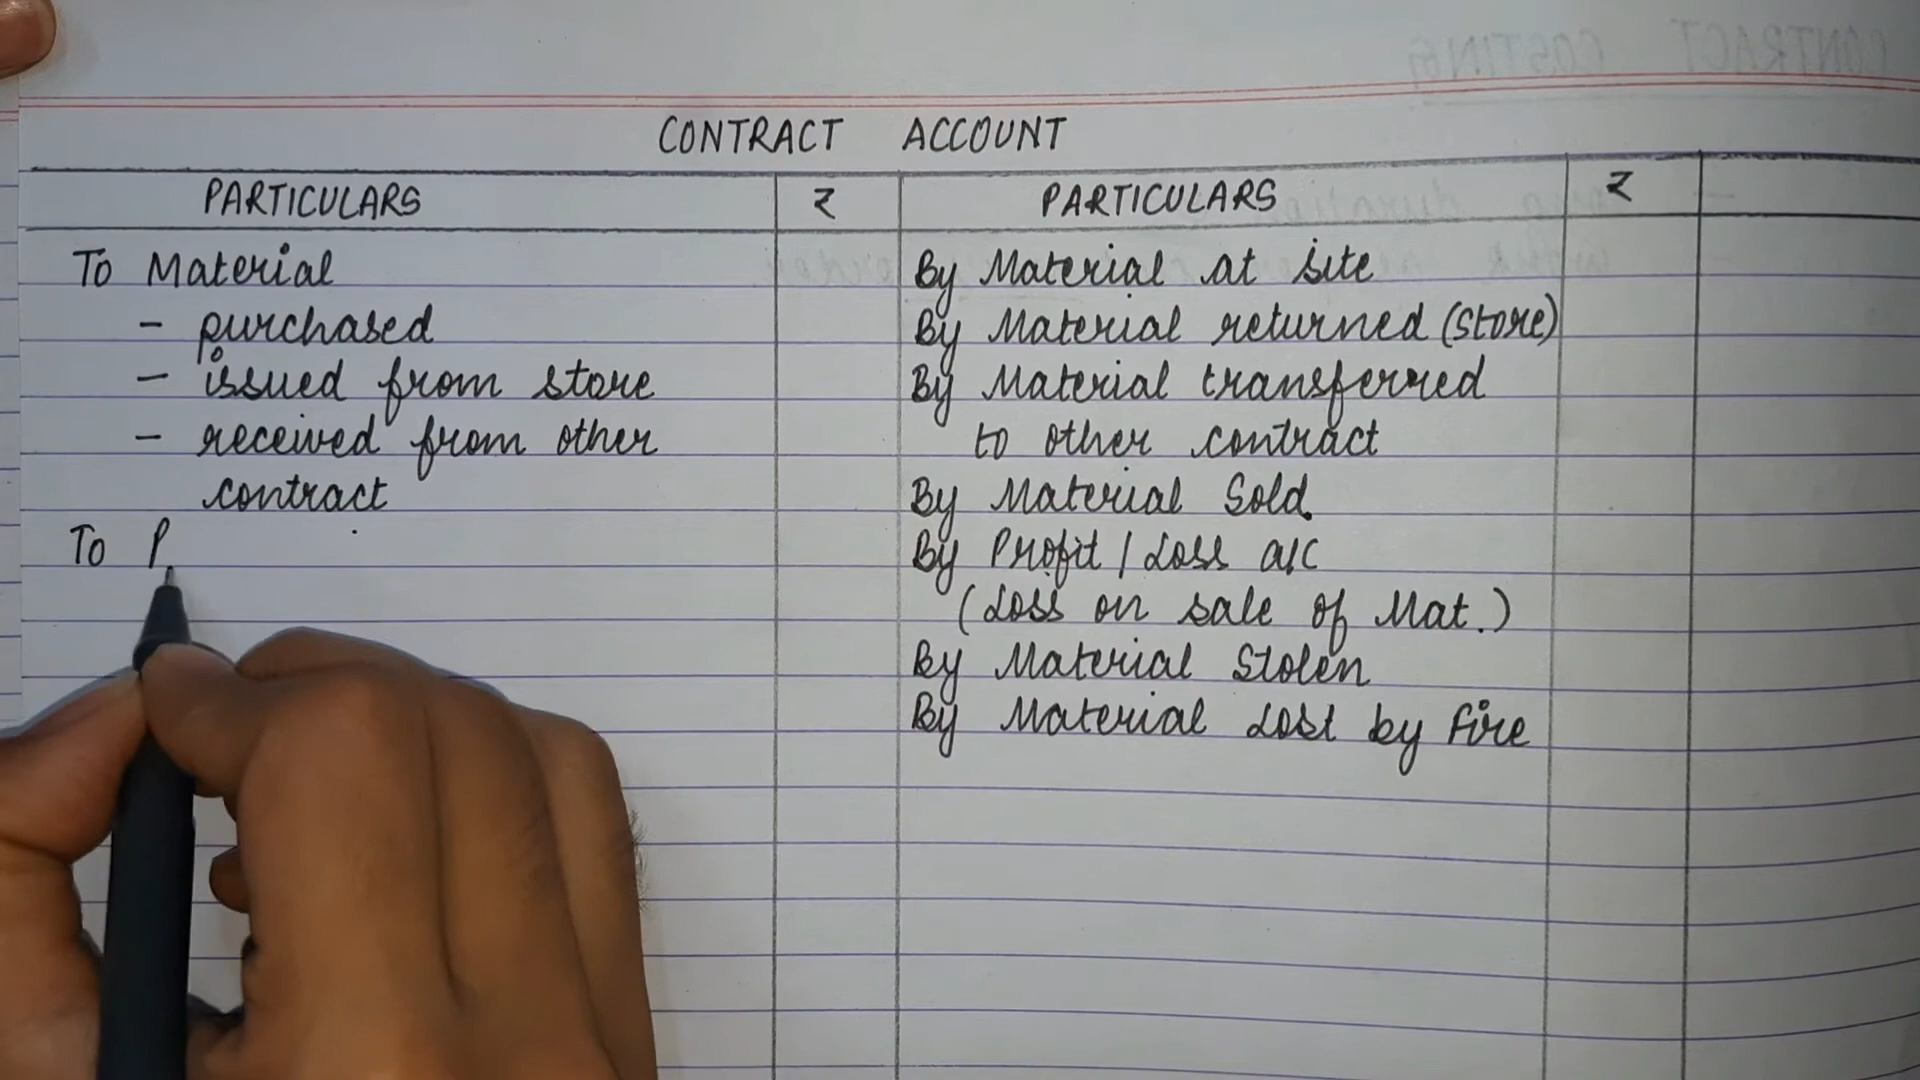 CONTRACT COSTING
CONTRACT ACCOUNT
PARTICULARS ₹ PARTICULARS ₹
To Material
- purchased
- issued from store
- received from other
contract
To P
By Material at site
By Material returned (store)
By Material transferred
to other contract
By Material Sold
By Profit / Loss a/c
(Loss on sale of Mat.)
By Material Stolen
By Material Lost by Fire